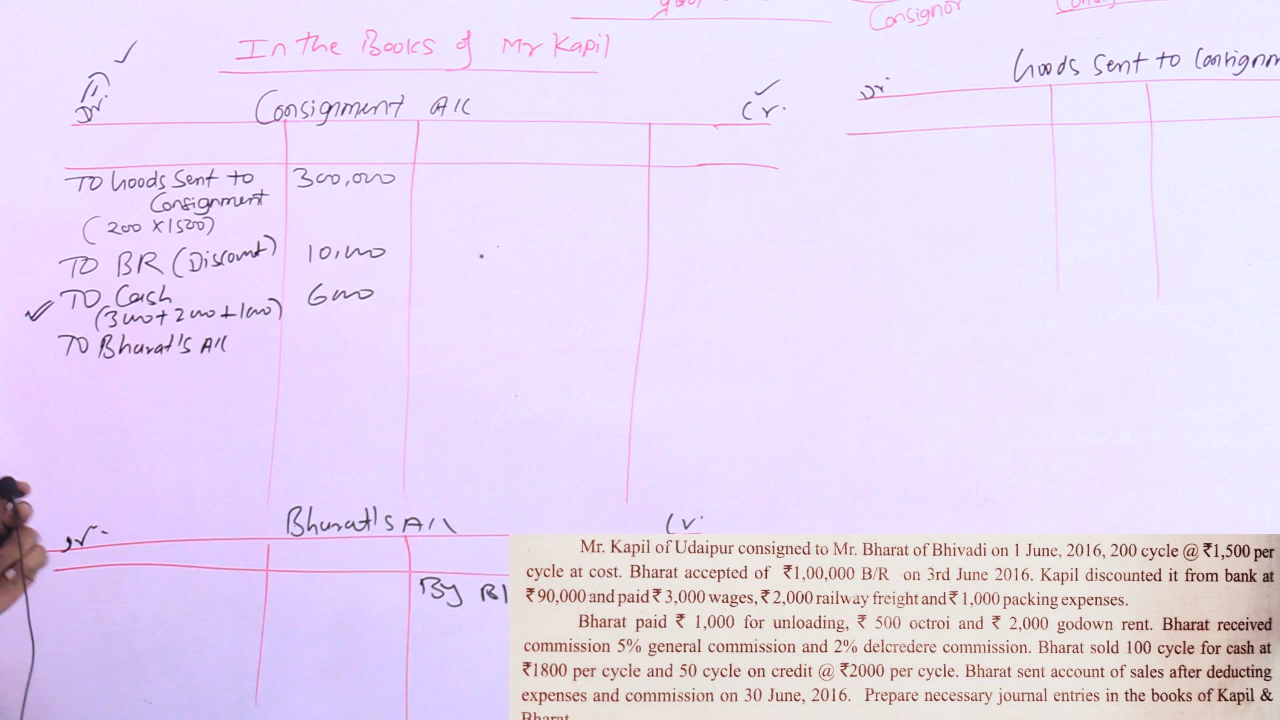 Consignor
In the Books of Mr Kapil
Dr.
Consignment A/c
Cr.
To Goods Sent to 300,000
Consignment
(200 X 1500)
To BR (Discount) 10,000
To Cash 6000
(3000+2000+1000)
To Bharat's A/c
Dr.
Goods Sent to Consignm
Dr.
Bharat's A/c
Cr.
By B/
Mr. Kapil of Udaipur consigned to Mr. Bharat of Bhivadi on 1 June, 2016, 200 cycle @ ₹1,500 per
cycle at cost. Bharat accepted of ₹1,00,000 B/R on 3rd June 2016. Kapil discounted it from bank at
₹90,000 and paid ₹3,000 wages, ₹2,000 railway freight and ₹1,000 packing expenses.
Bharat paid ₹ 1,000 for unloading, ₹ 500 octroi and ₹ 2,000 godown rent. Bharat received
commission 5% general commission and 2% delcredere commission. Bharat sold 100 cycle for cash at
₹1800 per cycle and 50 cycle on credit @ ₹2000 per cycle. Bharat sent account of sales after deducting
expenses and commission on 30 June, 2016. Prepare necessary journal entries in the books of Kapil &
Bharat